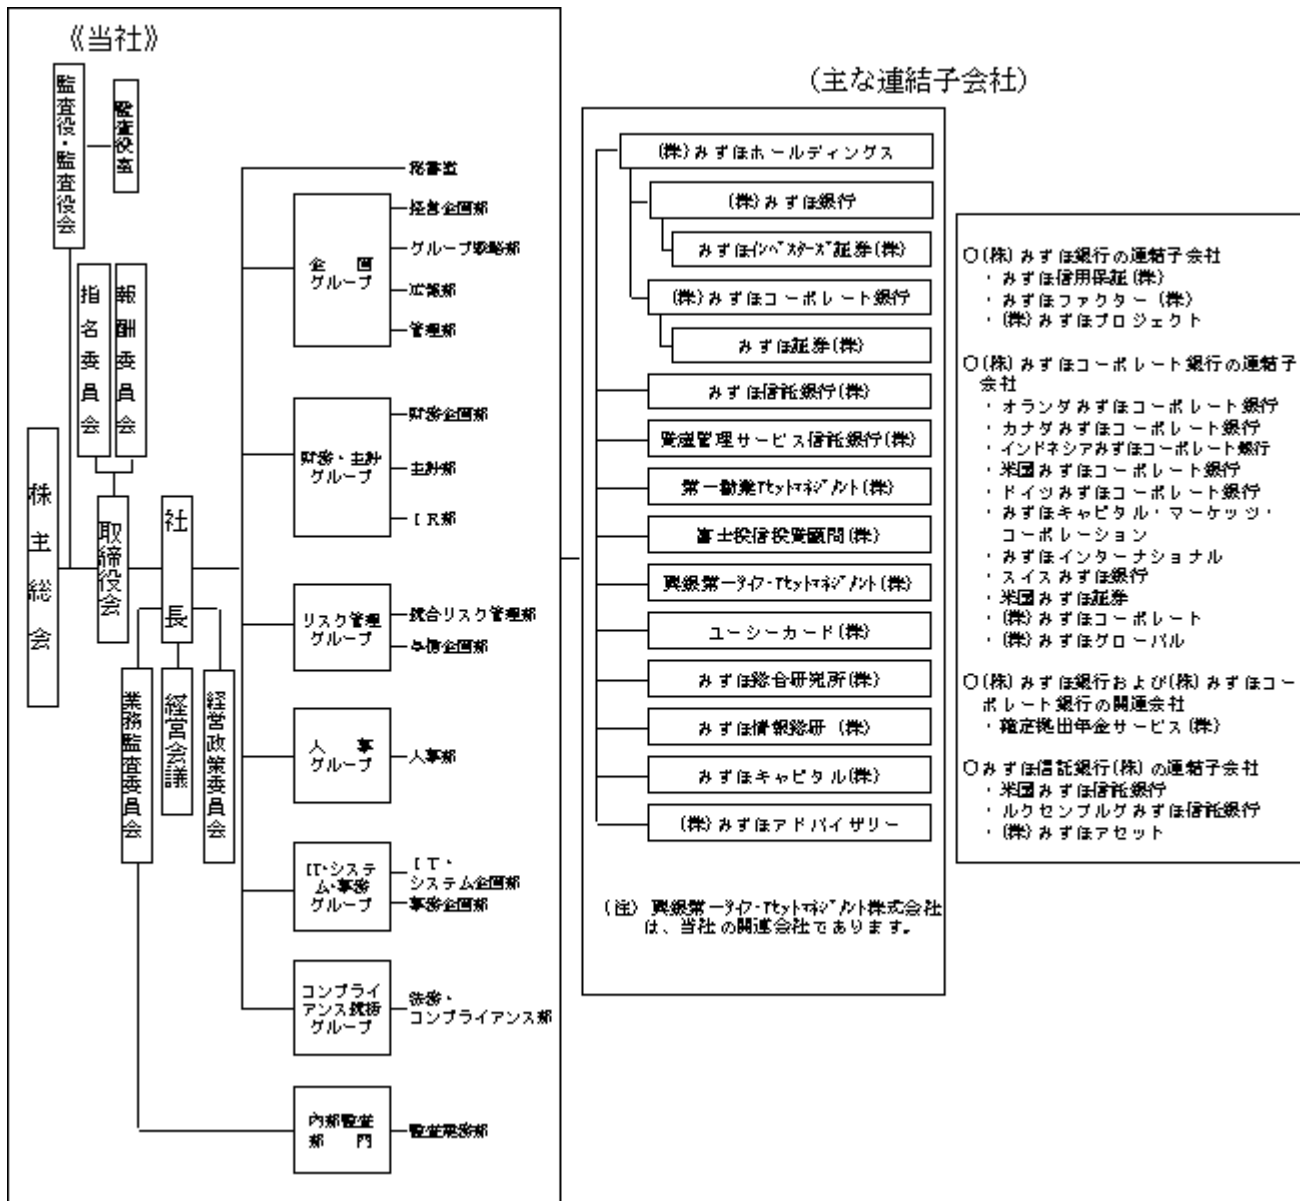 《当社》
監査役・監査役会
監査役室
指名委員会
報酬委員会
株主総会
取締役会
社長
業務監査委員会
経営会議
経営政策委員会
秘書室
企画
グループ
経営企画部
グループ戦略部
広報部
管理部
財務・主計
グループ
財務企画部
主計部
IR部
リスク管理
グループ
統合リスク管理部
与信企画部
人事
グループ
人事部
IT・システ
ム・事務
グループ
IT・
システム企画部
事務企画部
コンプライ
アンス統括
グループ
法務・
コンプライアンス部
内部監査
部門
監査業務部
(主な連結子会社)
(株)みずほホールディングス
(株)みずほ銀行
みずほｲﾝﾍﾞｽﾀｰｽﾞ証券(株)
(株)みずほコーポレート銀行
みずほ証券(株)
みずほ信託銀行(株)
資産管理サービス信託銀行(株)
第一勧業ｱｾｯﾄﾏﾈｼﾞﾒﾝﾄ(株)
富士投信投資顧問(株)
興銀第一ﾗｲﾌ・ｱｾｯﾄﾏﾈｼﾞﾒﾝﾄ(株)
ユーシーカード(株)
みずほ総合研究所(株)
みずほ情報総研(株)
みずほキャピタル(株)
(株)みずほアドバイザリー
(注) 興銀第一ﾗｲﾌ・ｱｾｯﾄﾏﾈｼﾞﾒﾝﾄ株式会社
は、当社の関連会社であります。
○(株)みずほ銀行の連結子会社
・みずほ信用保証(株)
・みずほファクター(株)
・(株)みずほプロジェクト
○(株)みずほコーポレート銀行の連結子
会社
・オランダみずほコーポレート銀行
・カナダみずほコーポレート銀行
・インドネシアみずほコーポレート銀行
・米国みずほコーポレート銀行
・ドイツみずほコーポレート銀行
・みずほキャピタル・マーケッツ・
コーポレーション
・みずほインターナショナル
・スイスみずほ銀行
・米国みずほ証券
・(株)みずほコーポレート
・(株)みずほグローバル
○(株)みずほ銀行および(株)みずほコー
ポレート銀行の関連会社
・確定拠出年金サービス(株)
○みずほ信託銀行(株)の連結子会社
・米国みずほ信託銀行
・ルクセンブルグみずほ信託銀行
・(株)みずほアセット